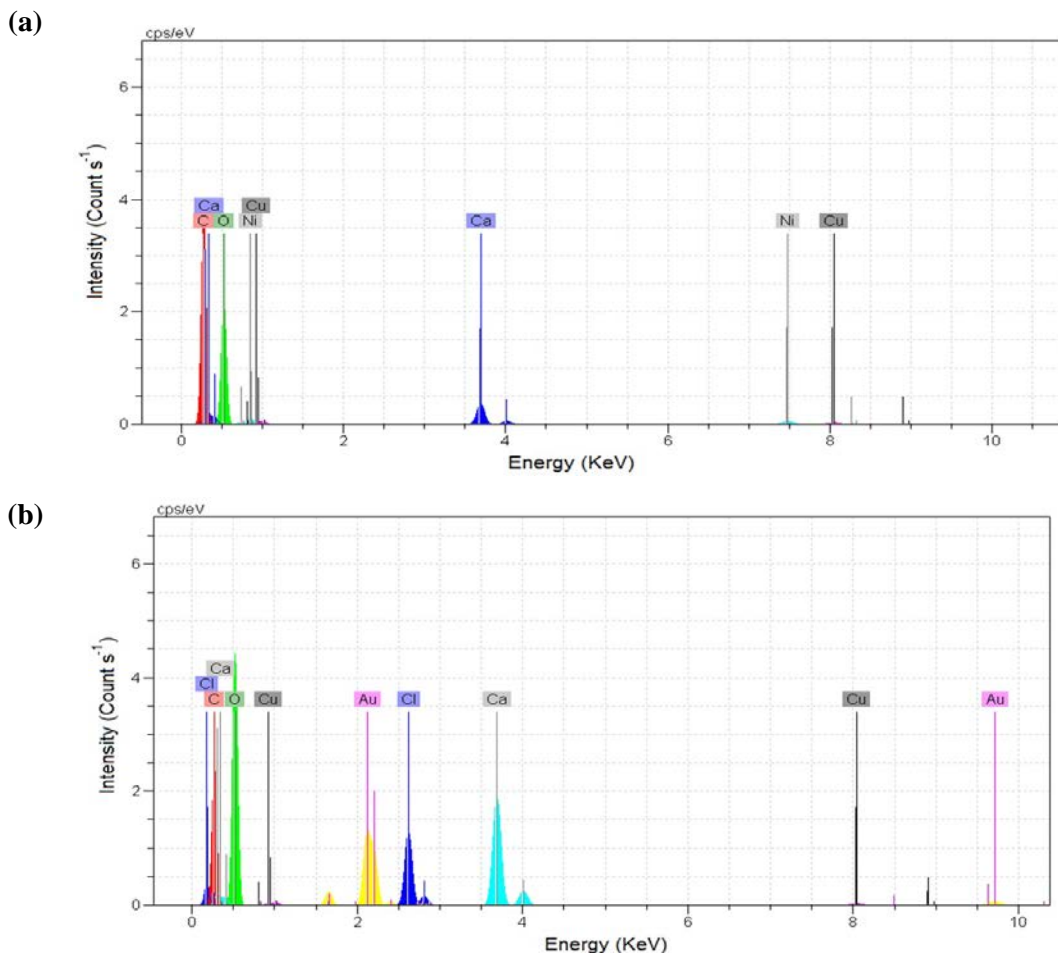 (a)
cps/eV
6
4
2
0
Intensity (Count s⁻¹)
Ca
Cu
C
O
Ni
Ca
Ni
Cu
0
2
4
6
8
10
Energy (KeV)
(b)
cps/eV
6
4
2
0
Intensity (Count s⁻¹)
Ca
Cl
C
O
Cu
Au
Cl
Ca
Cu
Au
0
2
4
6
8
10
Energy (KeV)